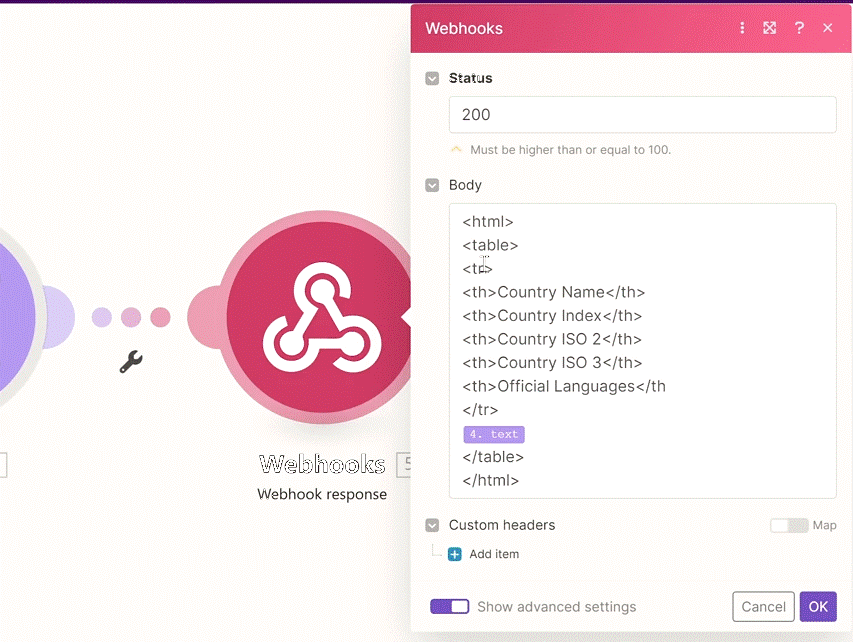 Webhooks
Status
200
Must be higher than or equal to 100.
Body
<html>
<table>
<tr>
<th>Country Name</th>
<th>Country Index</th>
<th>Country ISO 2</th>
<th>Country ISO 3</th>
<th>Official Languages</th
</tr>
4. text
</table>
</html>
Webhooks
5
Webhook response
Custom headers
Map
Add item
Show advanced settings
Cancel
OK